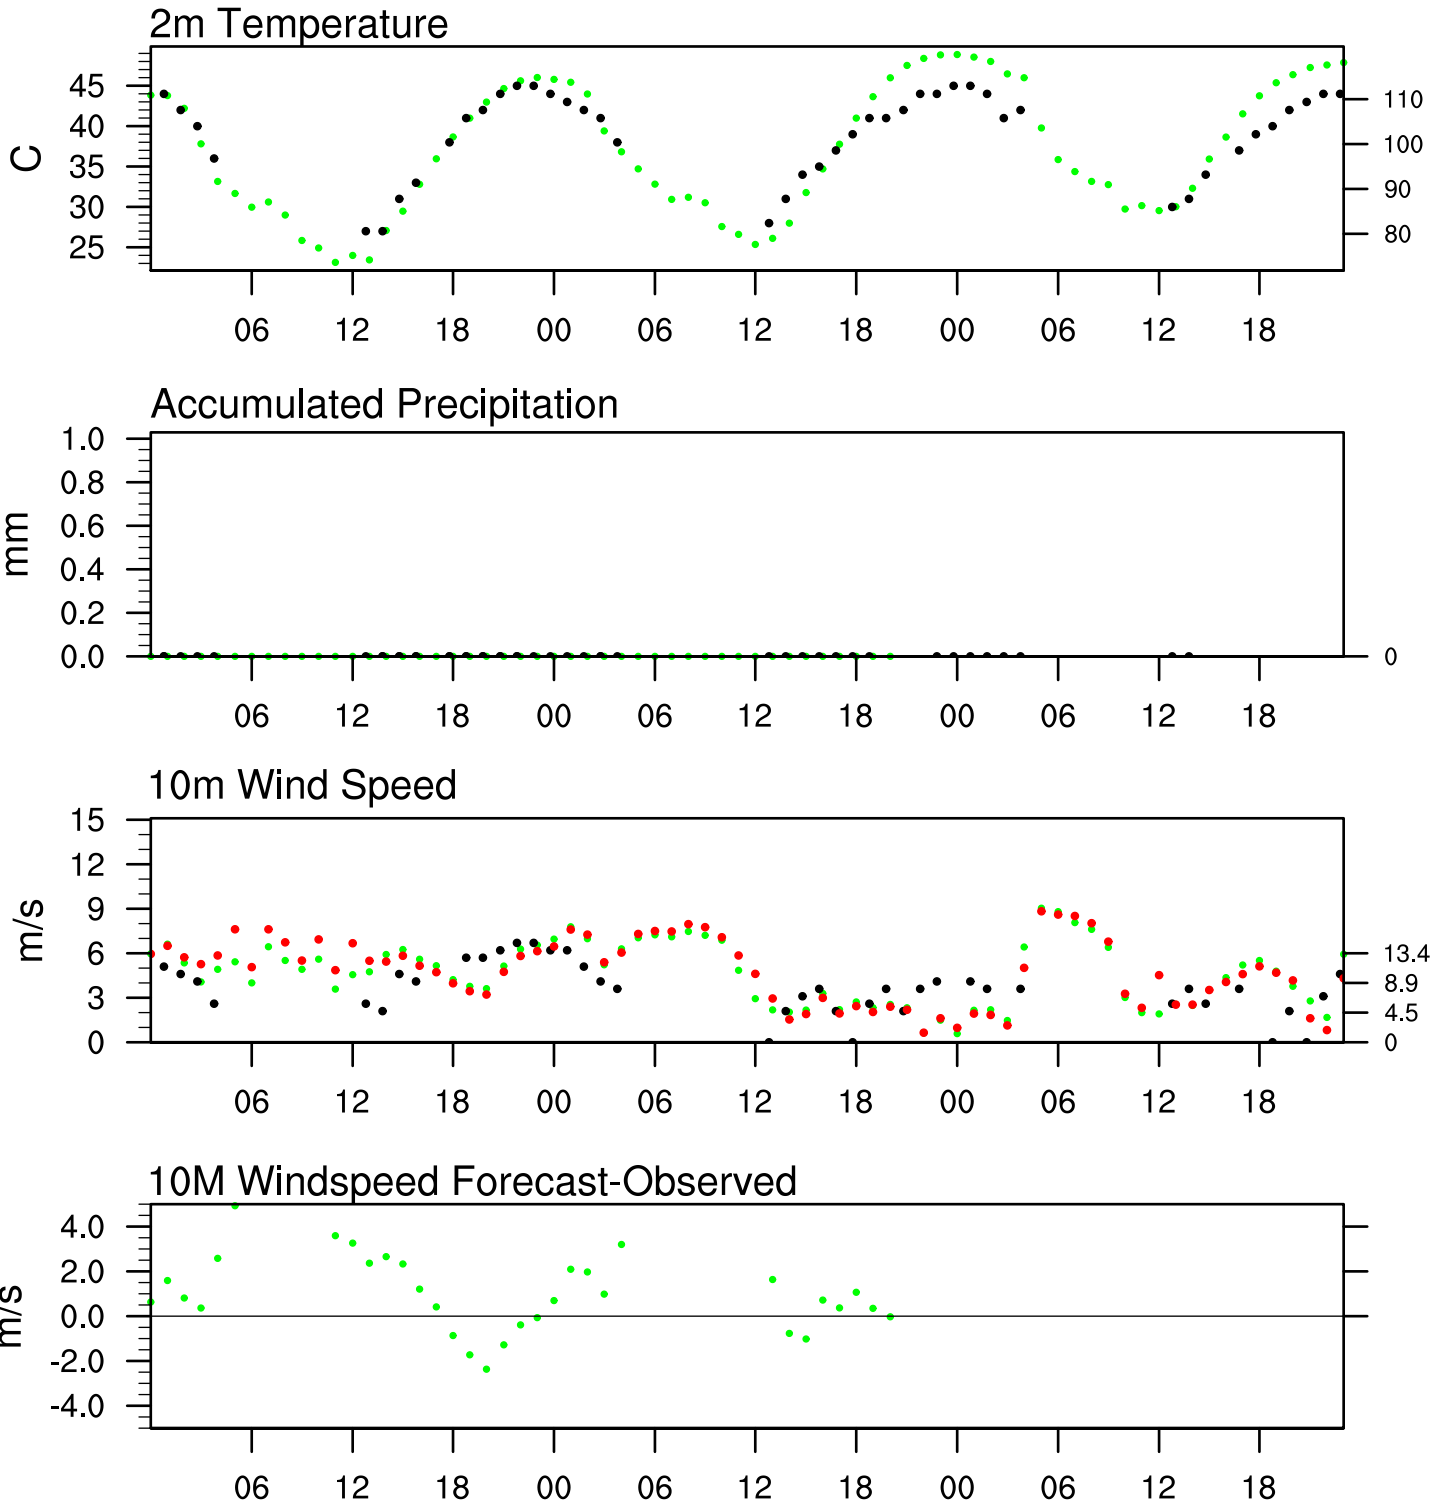 2m Temperature
45
40
35
30
25
C
110
100
90
80
06 12 18 00 06 12 18 00 06 12 18
Accumulated Precipitation
1.0
0.8
0.6
0.4
0.2
0.0
mm
0
06 12 18 00 06 12 18 00 06 12 18
10m Wind Speed
15
12
9
6
3
0
m/s
13.4
8.9
4.5
0
06 12 18 00 06 12 18 00 06 12 18
10M Windspeed Forecast-Observed
4.0
2.0
0.0
-2.0
-4.0
m/s
06 12 18 00 06 12 18 00 06 12 18